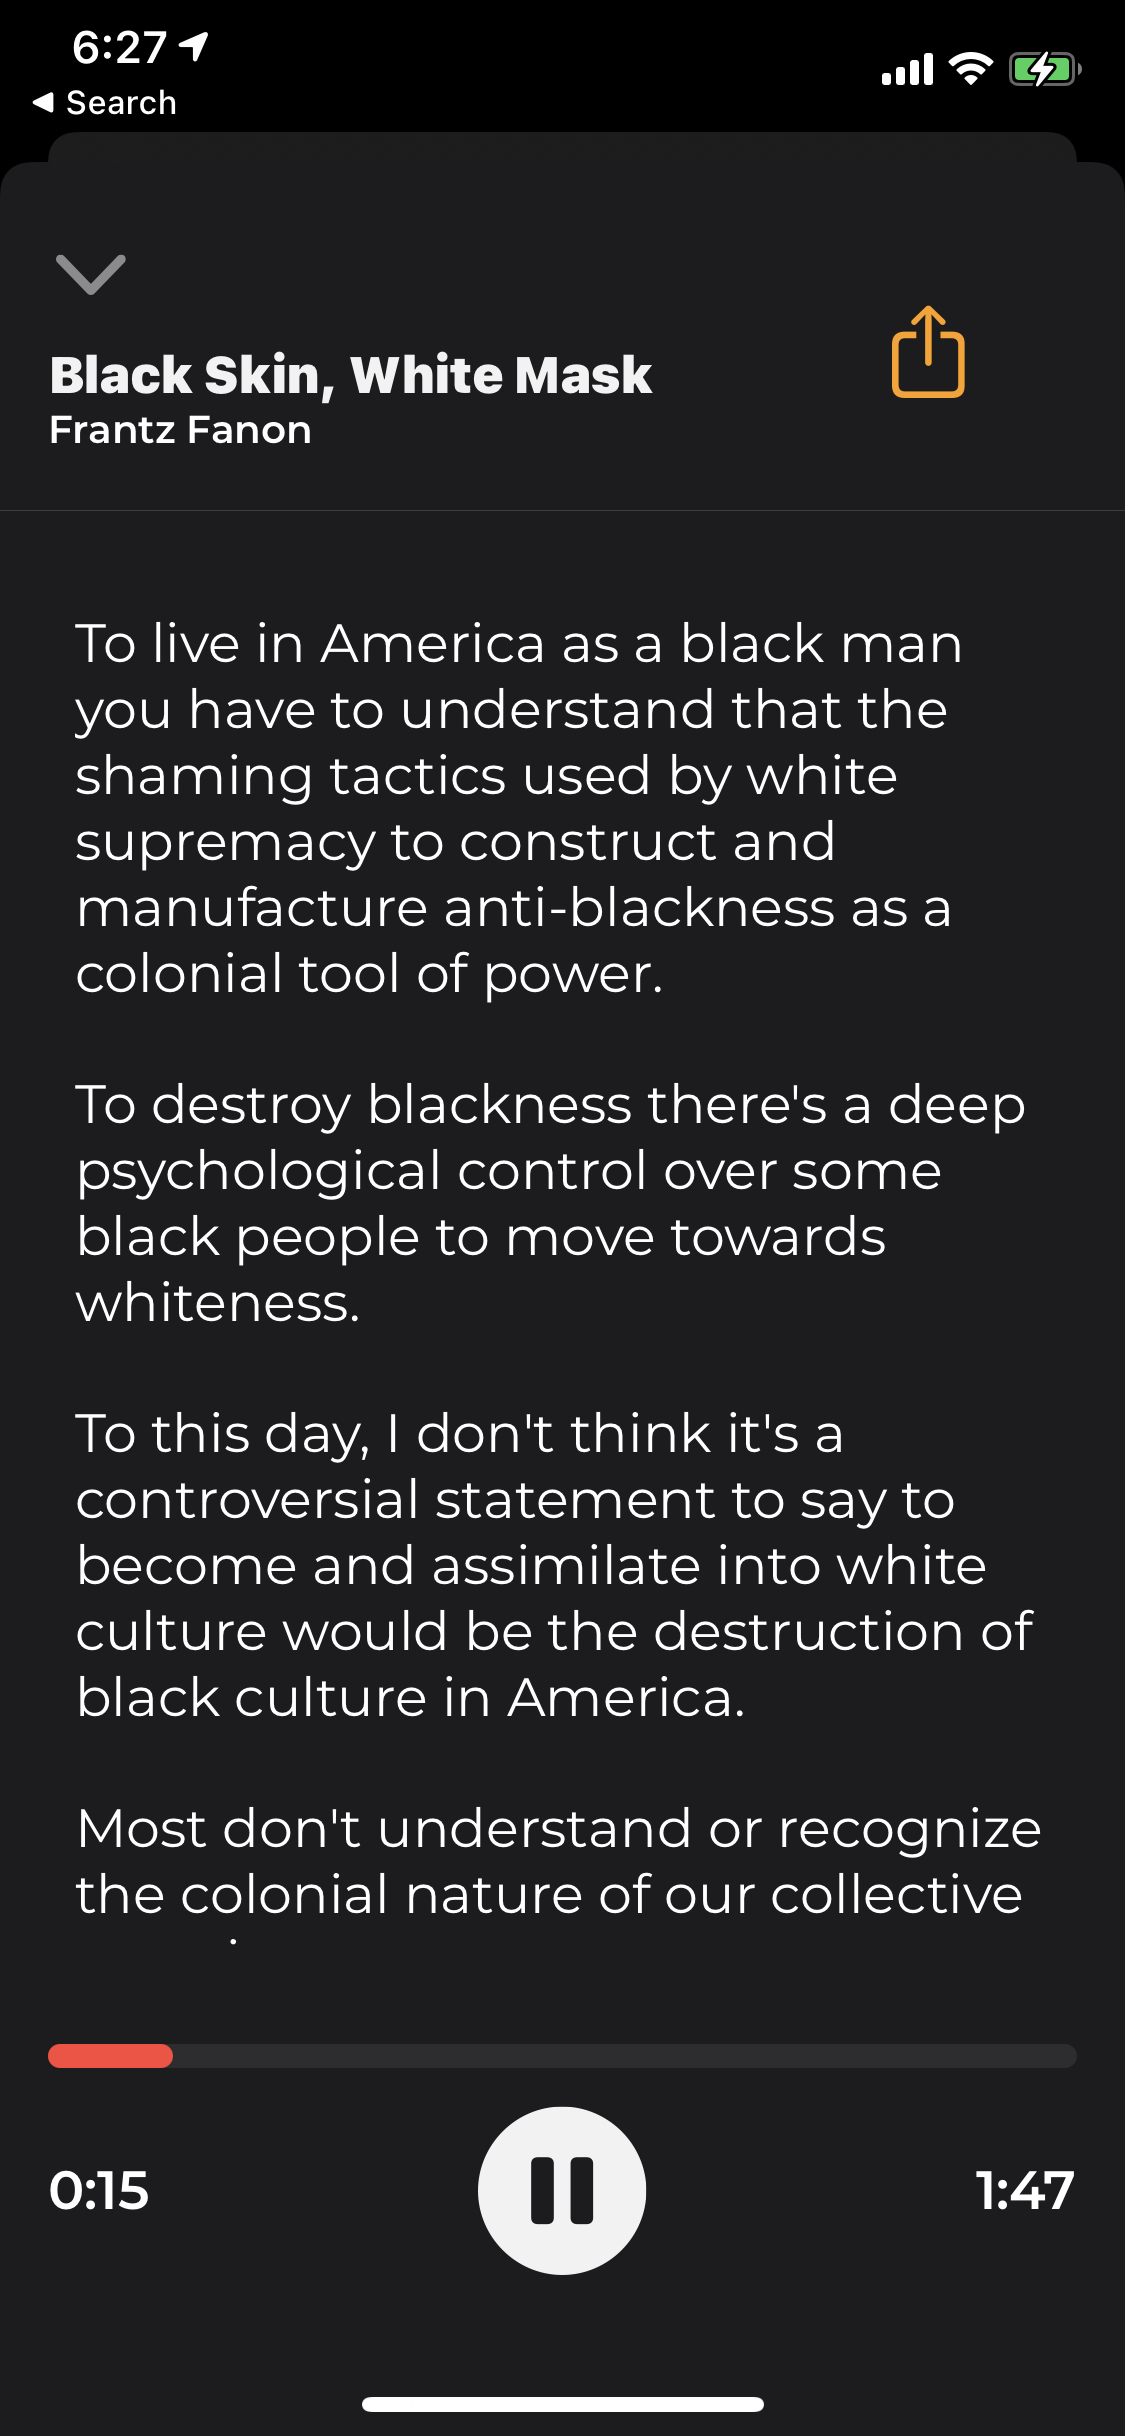 6:27
Search
Black Skin, White Mask
Frantz Fanon
To live in America as a black man
you have to understand that the
shaming tactics used by white
supremacy to construct and
manufacture anti-blackness as a
colonial tool of power.
To destroy blackness there's a deep
psychological control over some
black people to move towards
whiteness.
To this day, I don't think it's a
controversial statement to say to
become and assimilate into white
culture would be the destruction of
black culture in America.
Most don't understand or recognize
the colonial nature of our collective
0:15
1:47